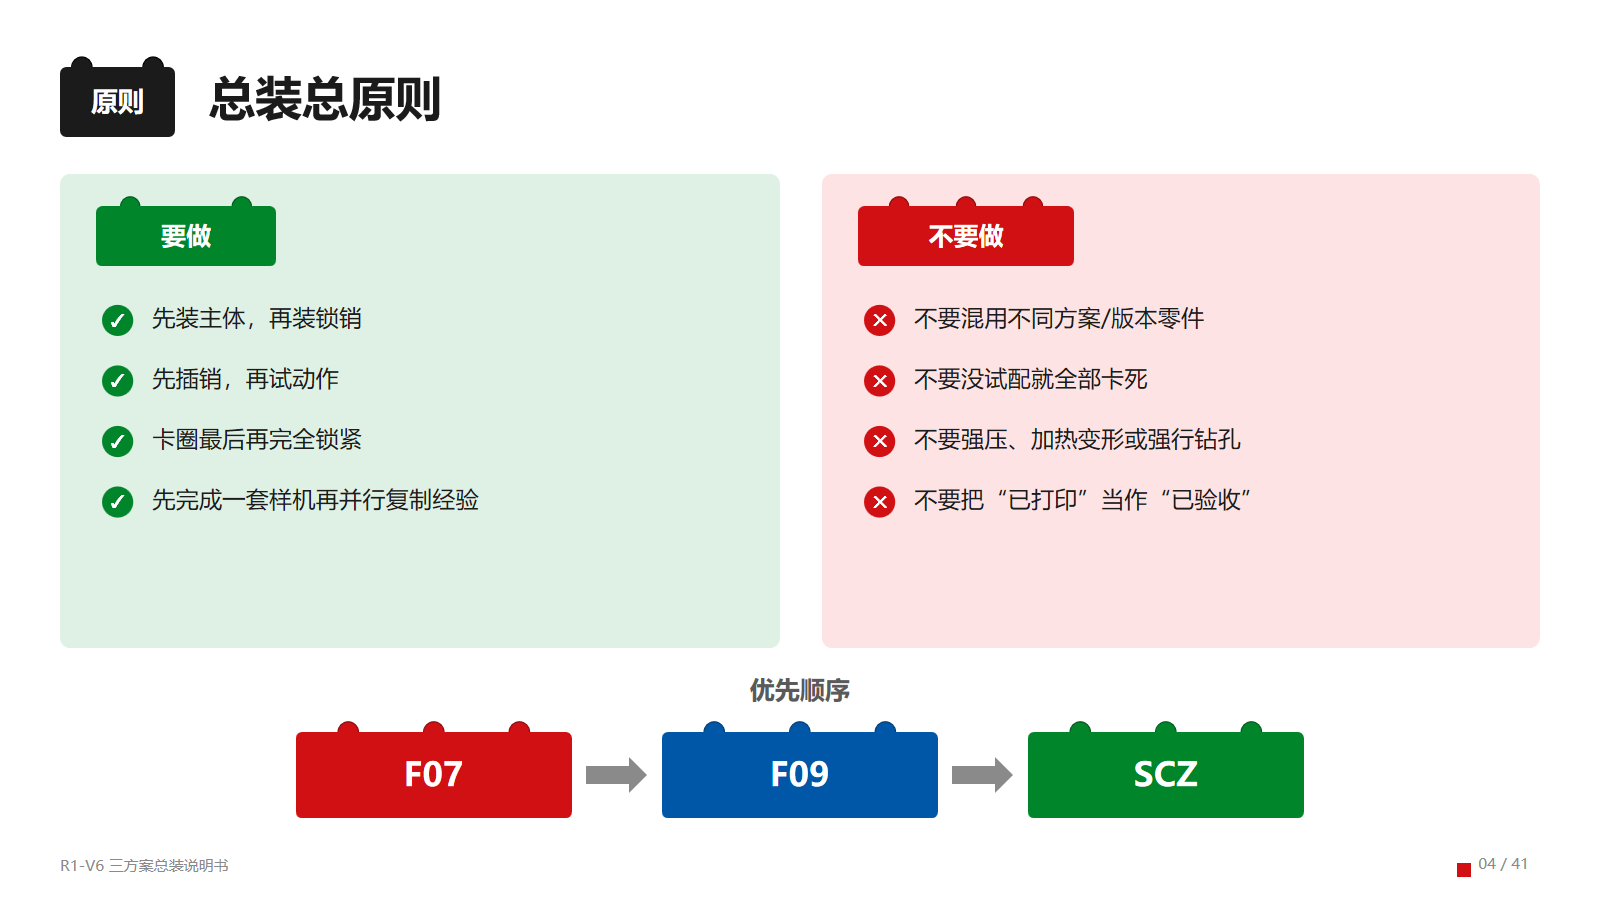 原则
总装总原则
要做
先装主体，再装锁销
先插销，再试动作
卡圈最后再完全锁紧
先完成一套样机再并行复制经验
不要做
不要混用不同方案/版本零件
不要没试配就全部卡死
不要强压、加热变形或强行钻孔
不要把“已打印”当作“已验收”
优先顺序
F07
F09
SCZ
R1-V6 三方案总装说明书
04 / 41